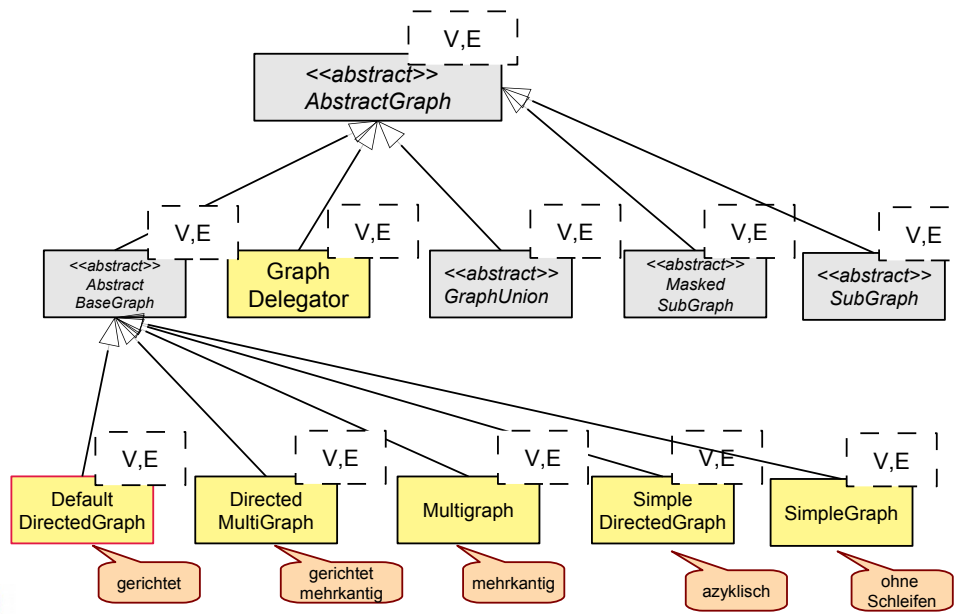 V,E
<<abstract>>
AbstractGraph
V,E
V,E
V,E
V,E
V,E
<<abstract>>
Abstract
BaseGraph
Graph
Delegator
<<abstract>>
GraphUnion
<<abstract>>
Masked
SubGraph
<<abstract>>
SubGraph
V,E
V,E
V,E
V,E
V,E
Default
DirectedGraph
Directed
MultiGraph
Multigraph
Simple
DirectedGraph
SimpleGraph
gerichtet
gerichtet
mehrkantig
mehrkantig
azyklisch
ohne
Schleifen